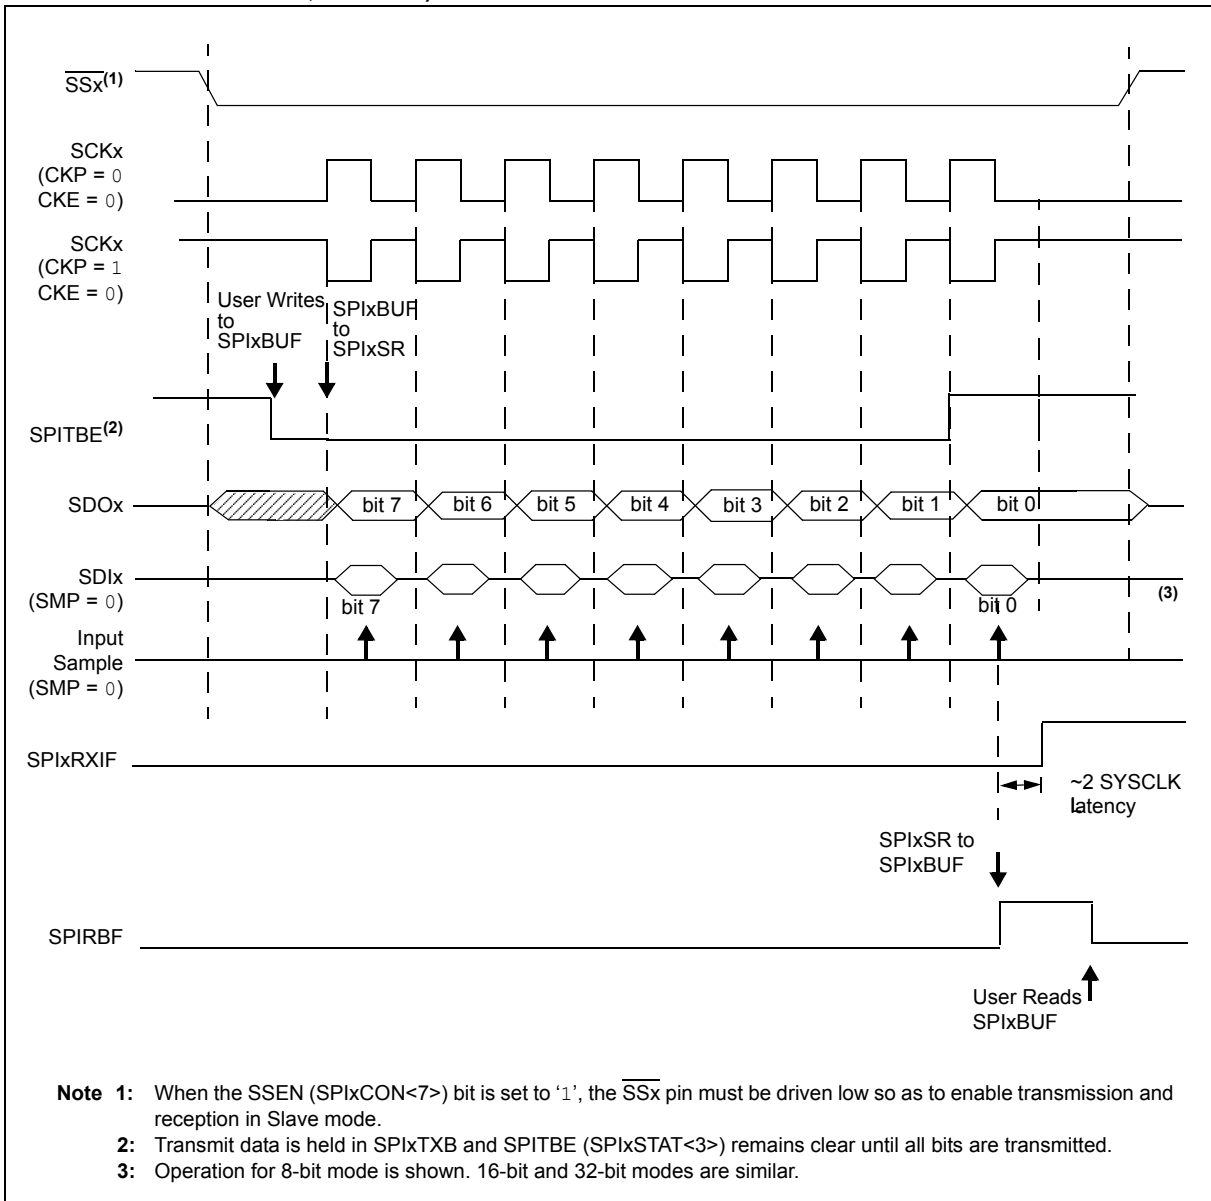 SSx(1)
SCKx
(CKP = 0
CKE = 0)
SCKx
(CKP = 1
CKE = 0)
User Writes
to
SPIxBUF
SPIxBUF
to
SPIxSR
SPITBE(2)
SDOx
bit 7
bit 6
bit 5
bit 4
bit 3
bit 2
bit 1
bit 0
SDIx
(SMP = 0)
bit 7
bit 0
(3)
Input
Sample
(SMP = 0)
SPIxRXIF
~2 SYSCLK
latency
SPIxSR to
SPIxBUF
SPIRBF
User Reads
SPIxBUF
Note 1: When the SSEN (SPIxCON<7>) bit is set to ‘1’, the SSx pin must be driven low so as to enable transmission and
reception in Slave mode.
2: Transmit data is held in SPIxTXB and SPITBE (SPIxSTAT<3>) remains clear until all bits are transmitted.
3: Operation for 8-bit mode is shown. 16-bit and 32-bit modes are similar.